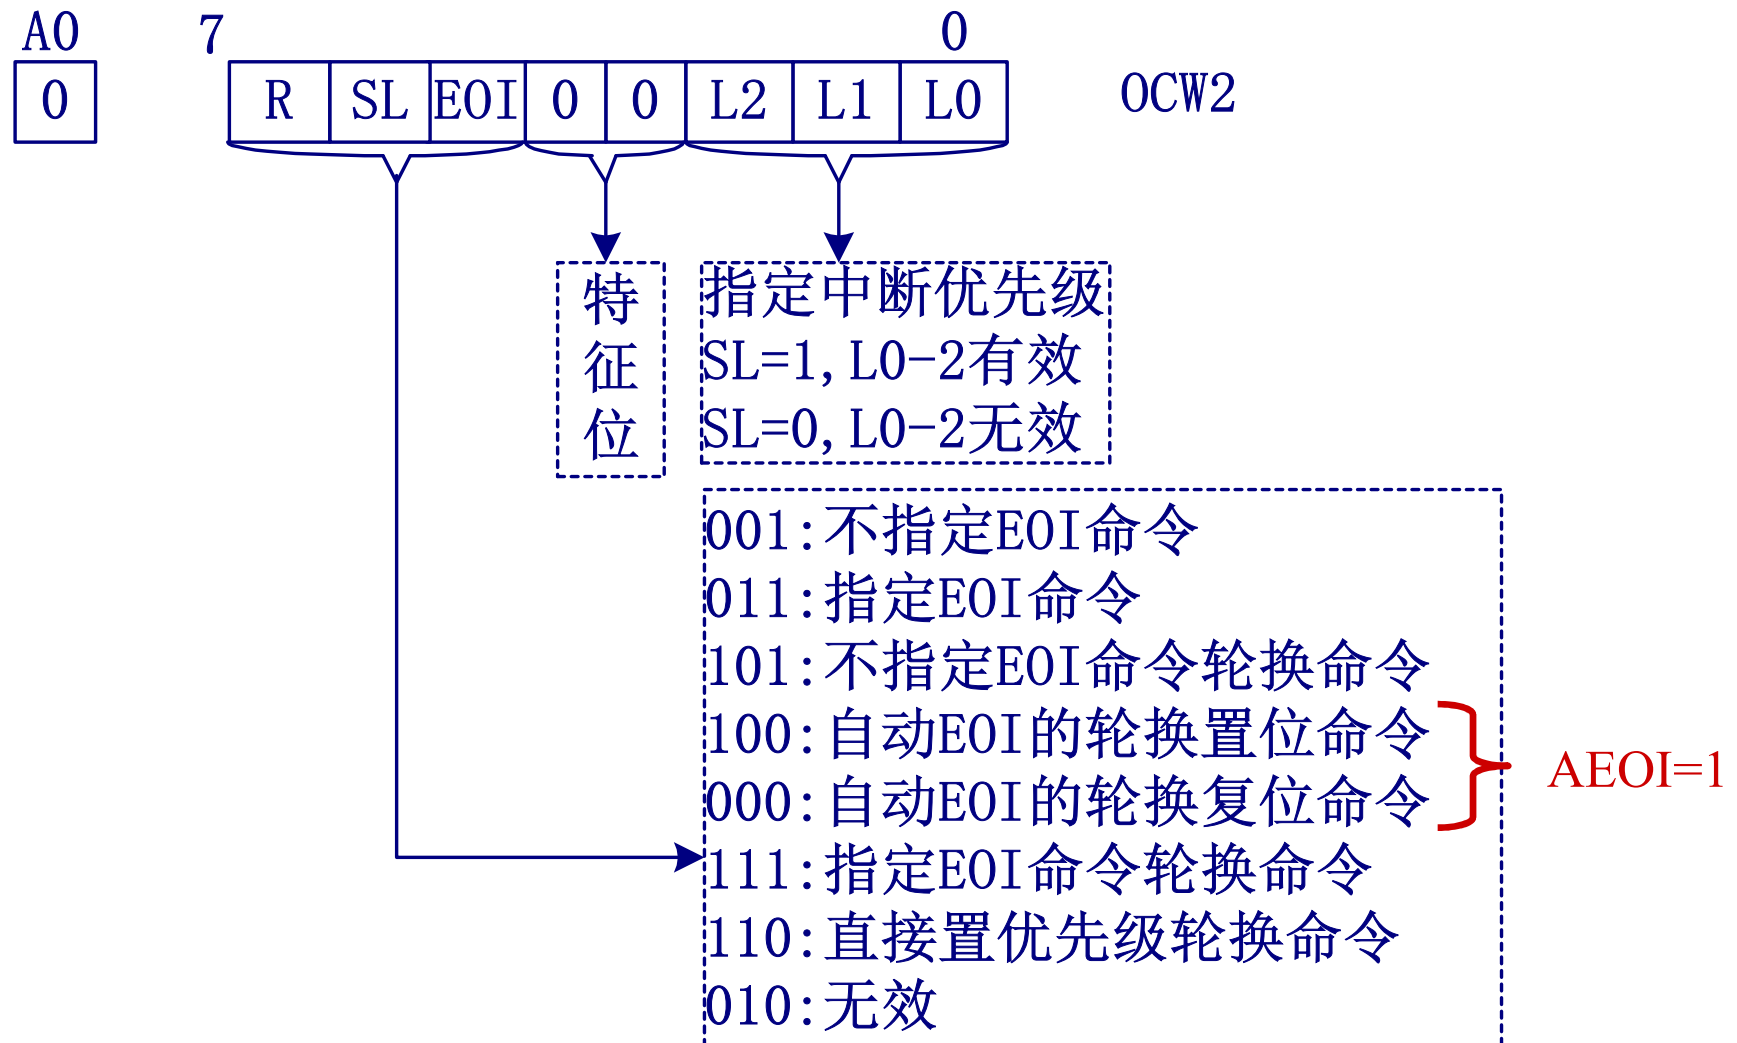 A0 7 0
0 R SL EOI 0 0 L2 L1 L0 OCW2
特征位
指定中断优先级
SL=1,L0-2有效
SL=0,L0-2无效
001:不指定EOI命令
011:指定EOI命令
101:不指定EOI命令轮换命令
100:自动EOI的轮换置位命令
000:自动EOI的轮换复位命令
AEOI=1
111:指定EOI命令轮换命令
110:直接置优先级轮换命令
010:无效